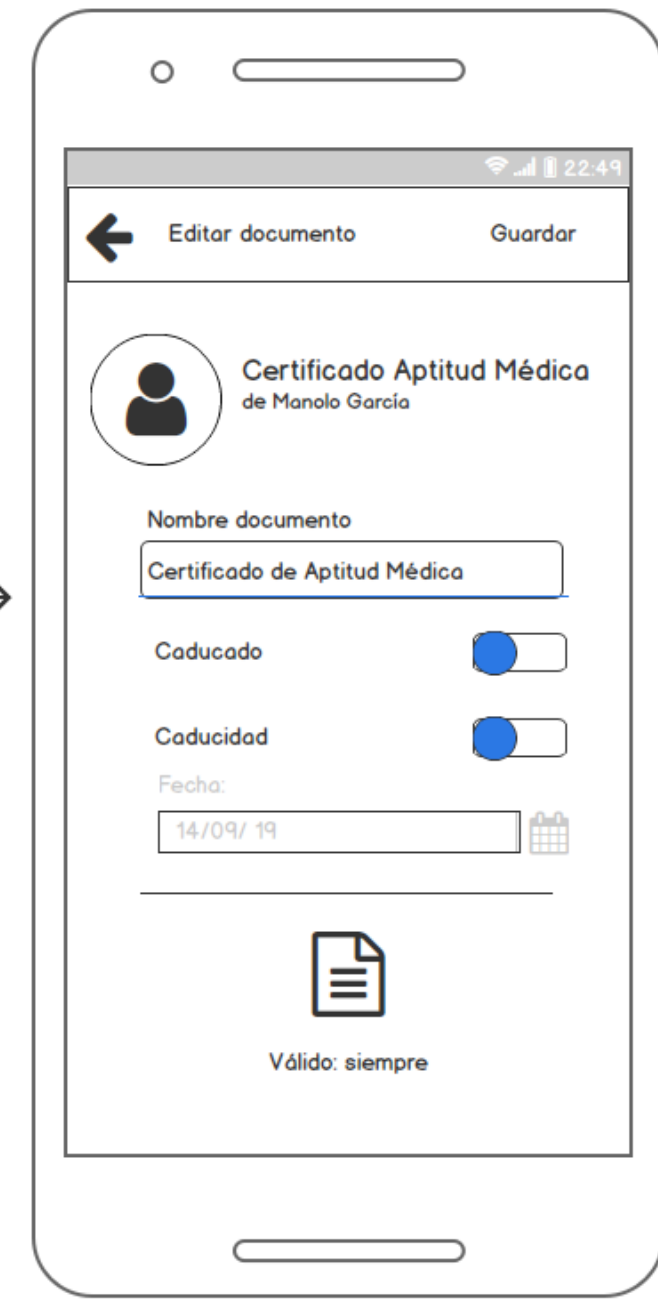 22:49
Editar documento Guardar
Certificado Aptitud Médica
de Manolo García
Nombre documento
Certificado de Aptitud Médica
Caducado
Caducidad
Fecha:
14/09/ 19
Válido: siempre